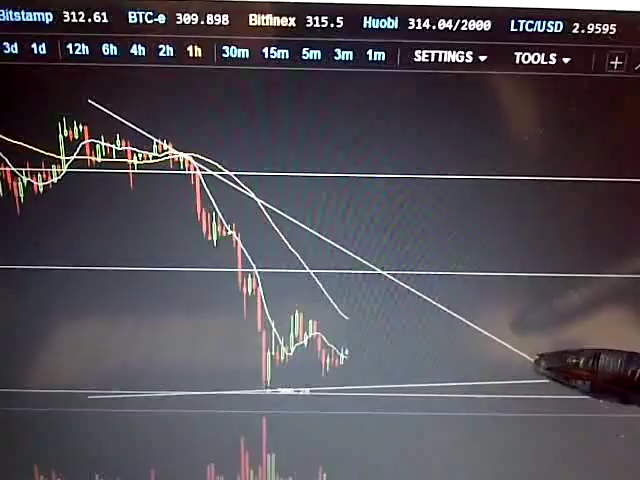 Bitstamp 312.61 BTC-e 309.898 Bitfinex 315.5 Huobi 314.04/2000 LTC/USD 2.9595
3d 1d 12h 6h 4h 2h 1h 30m 15m 5m 3m 1m SETTINGS TOOLS